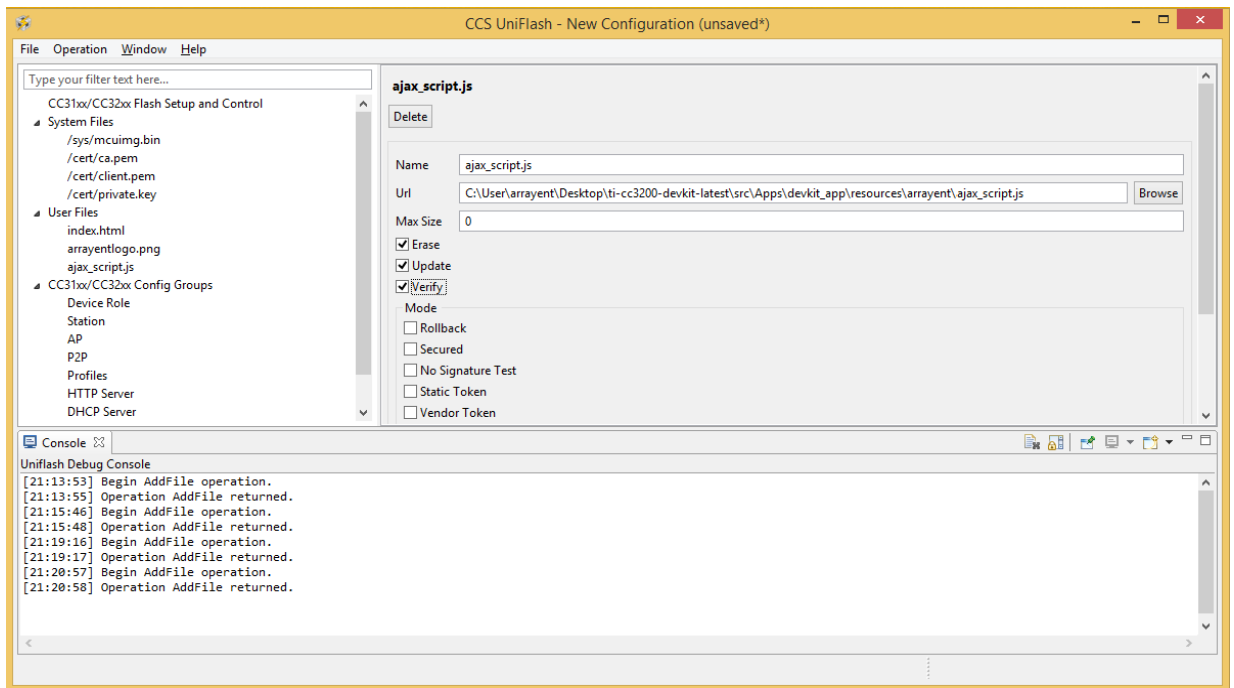 CCS UniFlash - New Configuration (unsaved*)
File Operation Window Help
Type your filter text here...
CC31xx/CC32xx Flash Setup and Control
System Files
/sys/mcuimg.bin
/cert/ca.pem
/cert/client.pem
/cert/private.key
User Files
index.html
arrayentlogo.png
ajax_script.js
CC31xx/CC32xx Config Groups
Device Role
Station
AP
P2P
Profiles
HTTP Server
DHCP Server
ajax_script.js
Delete
Name ajax_script.js
Url C:\User\arrayent\Desktop\ti-cc3200-devkit-latest\src\Apps\devkit_app\resources\arrayent\ajax_script.js Browse
Max Size 0
Erase
Update
Verify
Mode
Rollback
Secured
No Signature Test
Static Token
Vendor Token
Console
Uniflash Debug Console
[21:13:53] Begin AddFile operation.
[21:13:55] Operation AddFile returned.
[21:15:46] Begin AddFile operation.
[21:15:48] Operation AddFile returned.
[21:19:16] Begin AddFile operation.
[21:19:17] Operation AddFile returned.
[21:20:57] Begin AddFile operation.
[21:20:58] Operation AddFile returned.